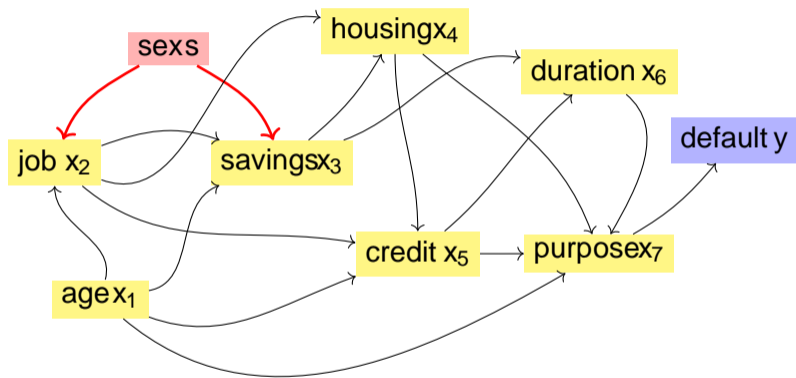 sex s
housing x₄
duration x₆
default y
job x₂
savings x₃
credit x₅
purpose x₇
age x₁